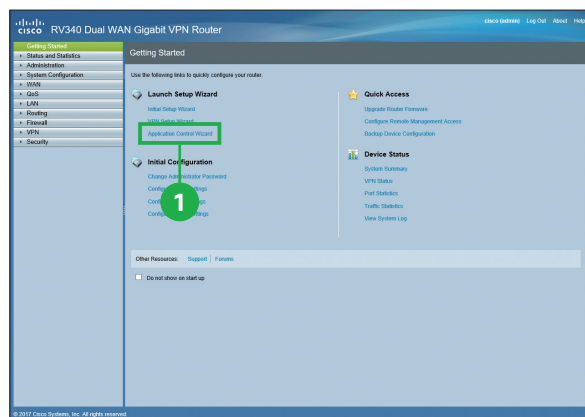 cisco (admin) Log Out About Help
CISCO RV340 Dual WAN Gigabit VPN Router
Getting Started
Status and Statistics
Administration
System Configuration
WAN
QoS
LAN
Routing
Firewall
VPN
Security
Getting Started
Use the following links to quickly configure your router.
Launch Setup Wizard
Initial Setup Wizard
VPN Setup Wizard
Application Control Wizard
Initial Configuration
Change Administrator Password
1
Quick Access
Upgrade Router Firmware
Configure Remote Management Access
Backup Device Configuration
Device Status
System Summary
VPN Status
Port Statistics
Traffic Statistics
View System Log
Other Resources: Support | Forums
Do not show on start up
© 2017 Cisco Systems, Inc. All rights reserved.